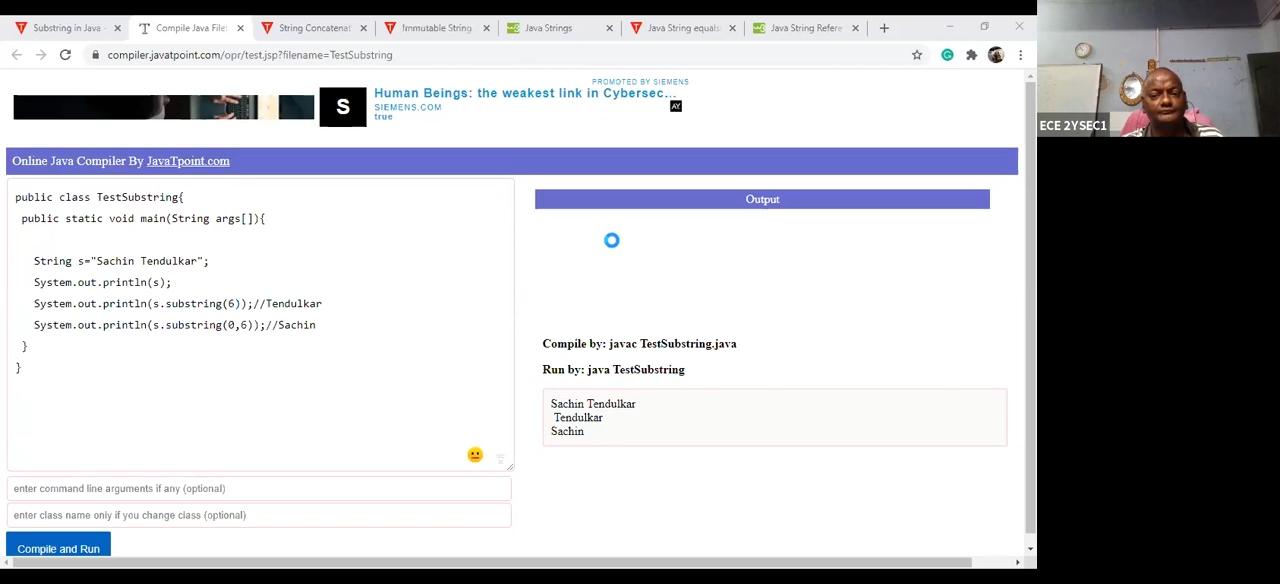 Substring in Java -
Compile Java File
String Concatenat
Immutable String
Java Strings
Java String equals
Java String Refere
compiler.javatpoint.com/opr/test.jsp?filename=TestSubstring
PROMOTED BY SIEMENS
S
Human Beings: the weakest link in Cybersec...
SIEMENS.COM
true
AY
ECE 2YSEC1
Online Java Compiler By JavaTpoint.com
public class TestSubstring{
public static void main(String args[]){
String s="Sachin Tendulkar";
System.out.println(s);
System.out.println(s.substring(6));//Tendulkar
System.out.println(s.substring(0,6));//Sachin
}
}
enter command line arguments if any (optional)
enter class name only if you change class (optional)
Compile and Run
Output
Compile by: javac TestSubstring.java
Run by: java TestSubstring
Sachin Tendulkar
Tendulkar
Sachin